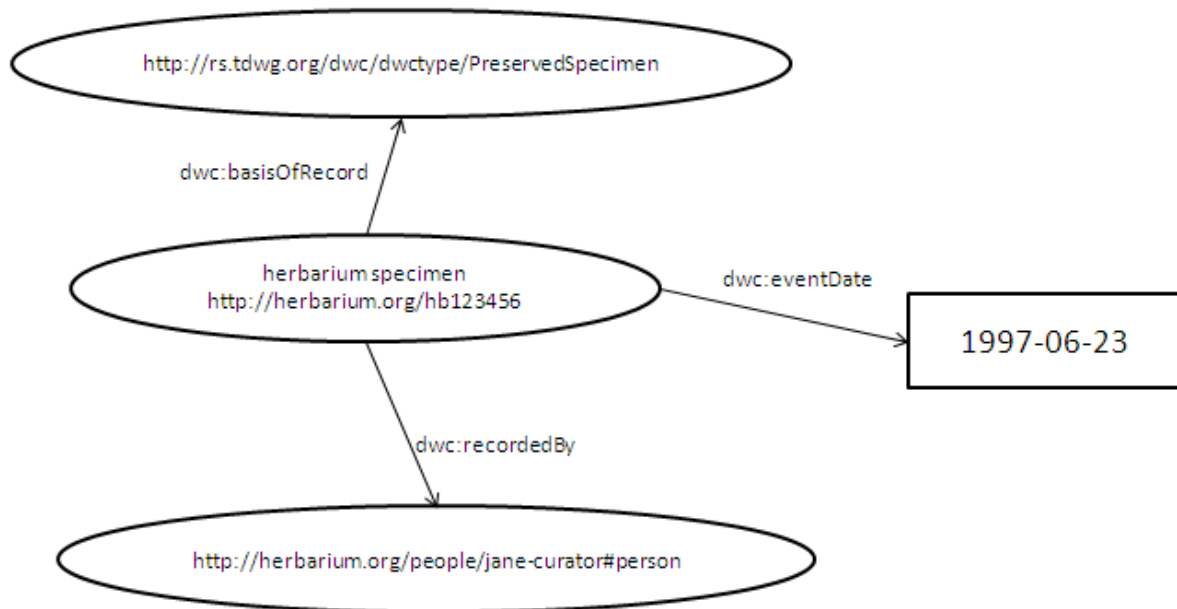 http://rs.tdwg.org/dwc/dwctype/PreservedSpecimen
dwc:basisOfRecord
herbarium specimen
http://herbarium.org/hb123456
dwc:eventDate
1997-06-23
dwc:recordedBy
http://herbarium.org/people/jane-curator#person